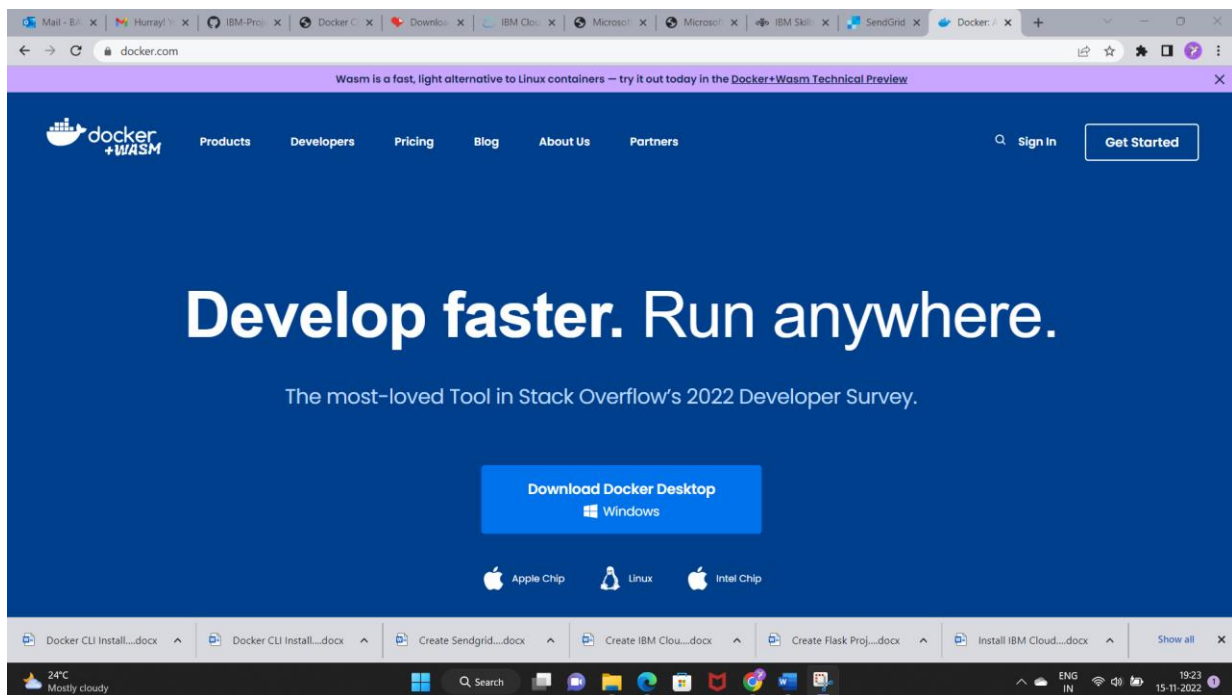 Mail - BA
Hurray! Y
IBM-Proj
Docker C
Downloa
IBM Clou
Microsof
Microsof
IBM Skill
SendGrid
Docker: A
docker.com
Wasm is a fast, light alternative to Linux containers — try it out today in the Docker+Wasm Technical Preview
docker
+WASM
Products
Developers
Pricing
Blog
About Us
Partners
Sign In
Get Started
Develop faster. Run anywhere.
The most-loved Tool in Stack Overflow's 2022 Developer Survey.
Download Docker Desktop
Windows
Apple Chip
Linux
Intel Chip
Docker CLI Install....docx
Docker CLI Install....docx
Create Sendgrid....docx
Create IBM Clou....docx
Create Flask Proj....docx
Install IBM Cloud....docx
Show all
24°C
Mostly cloudy
Search
ENG
IN
19:23
15-11-2022
1